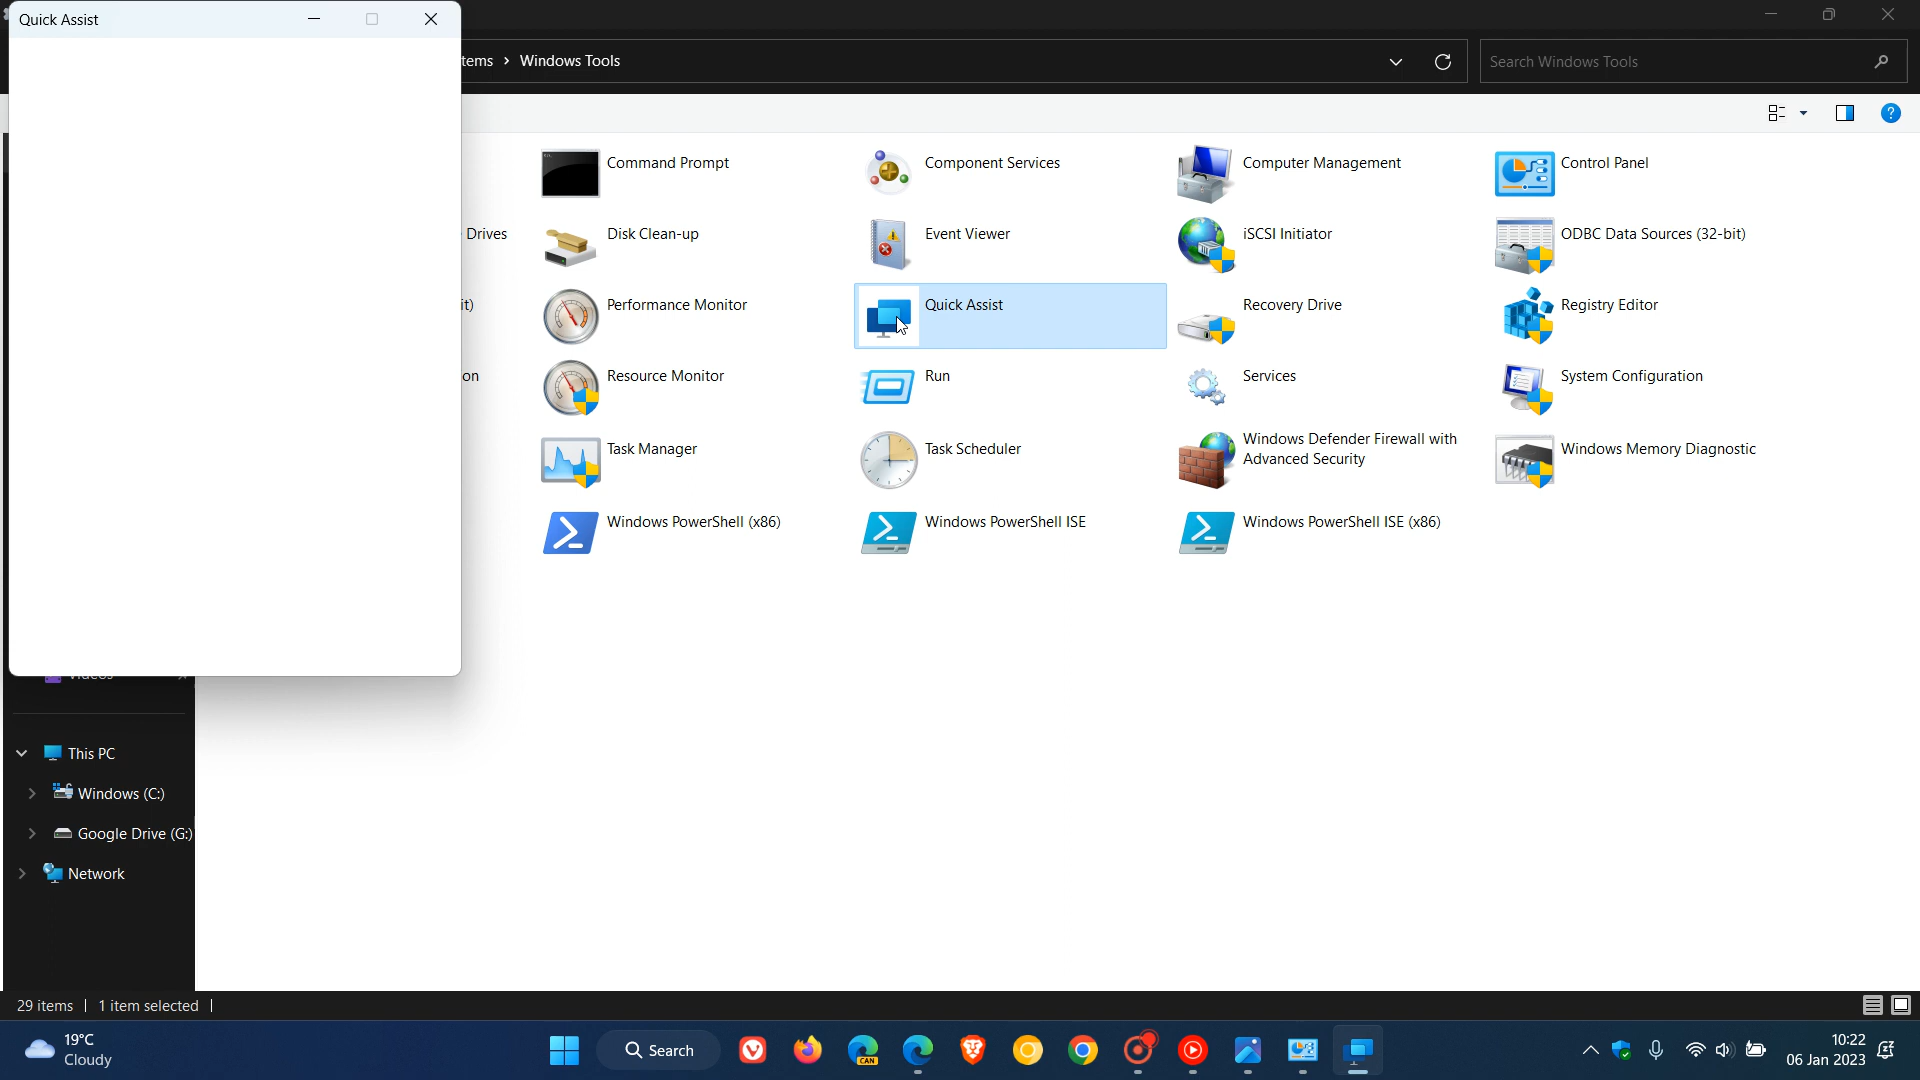 Quick Assist
tems > Windows Tools
Search Windows Tools
Command Prompt
Component Services
Computer Management
Control Panel
Drives
Disk Clean-up
Event Viewer
iSCSI Initiator
ODBC Data Sources (32-bit)
it)
Performance Monitor
Quick Assist
Recovery Drive
Registry Editor
on
Resource Monitor
Run
Services
System Configuration
Task Manager
Task Scheduler
Windows Defender Firewall with
Advanced Security
Windows Memory Diagnostic
Windows PowerShell (x86)
Windows PowerShell ISE
Windows PowerShell ISE (x86)
This PC
Windows (C:)
Google Drive (G:)
Network
29 items
1 item selected
19°C
Cloudy
Search
CAN
10:22
06 Jan 2023